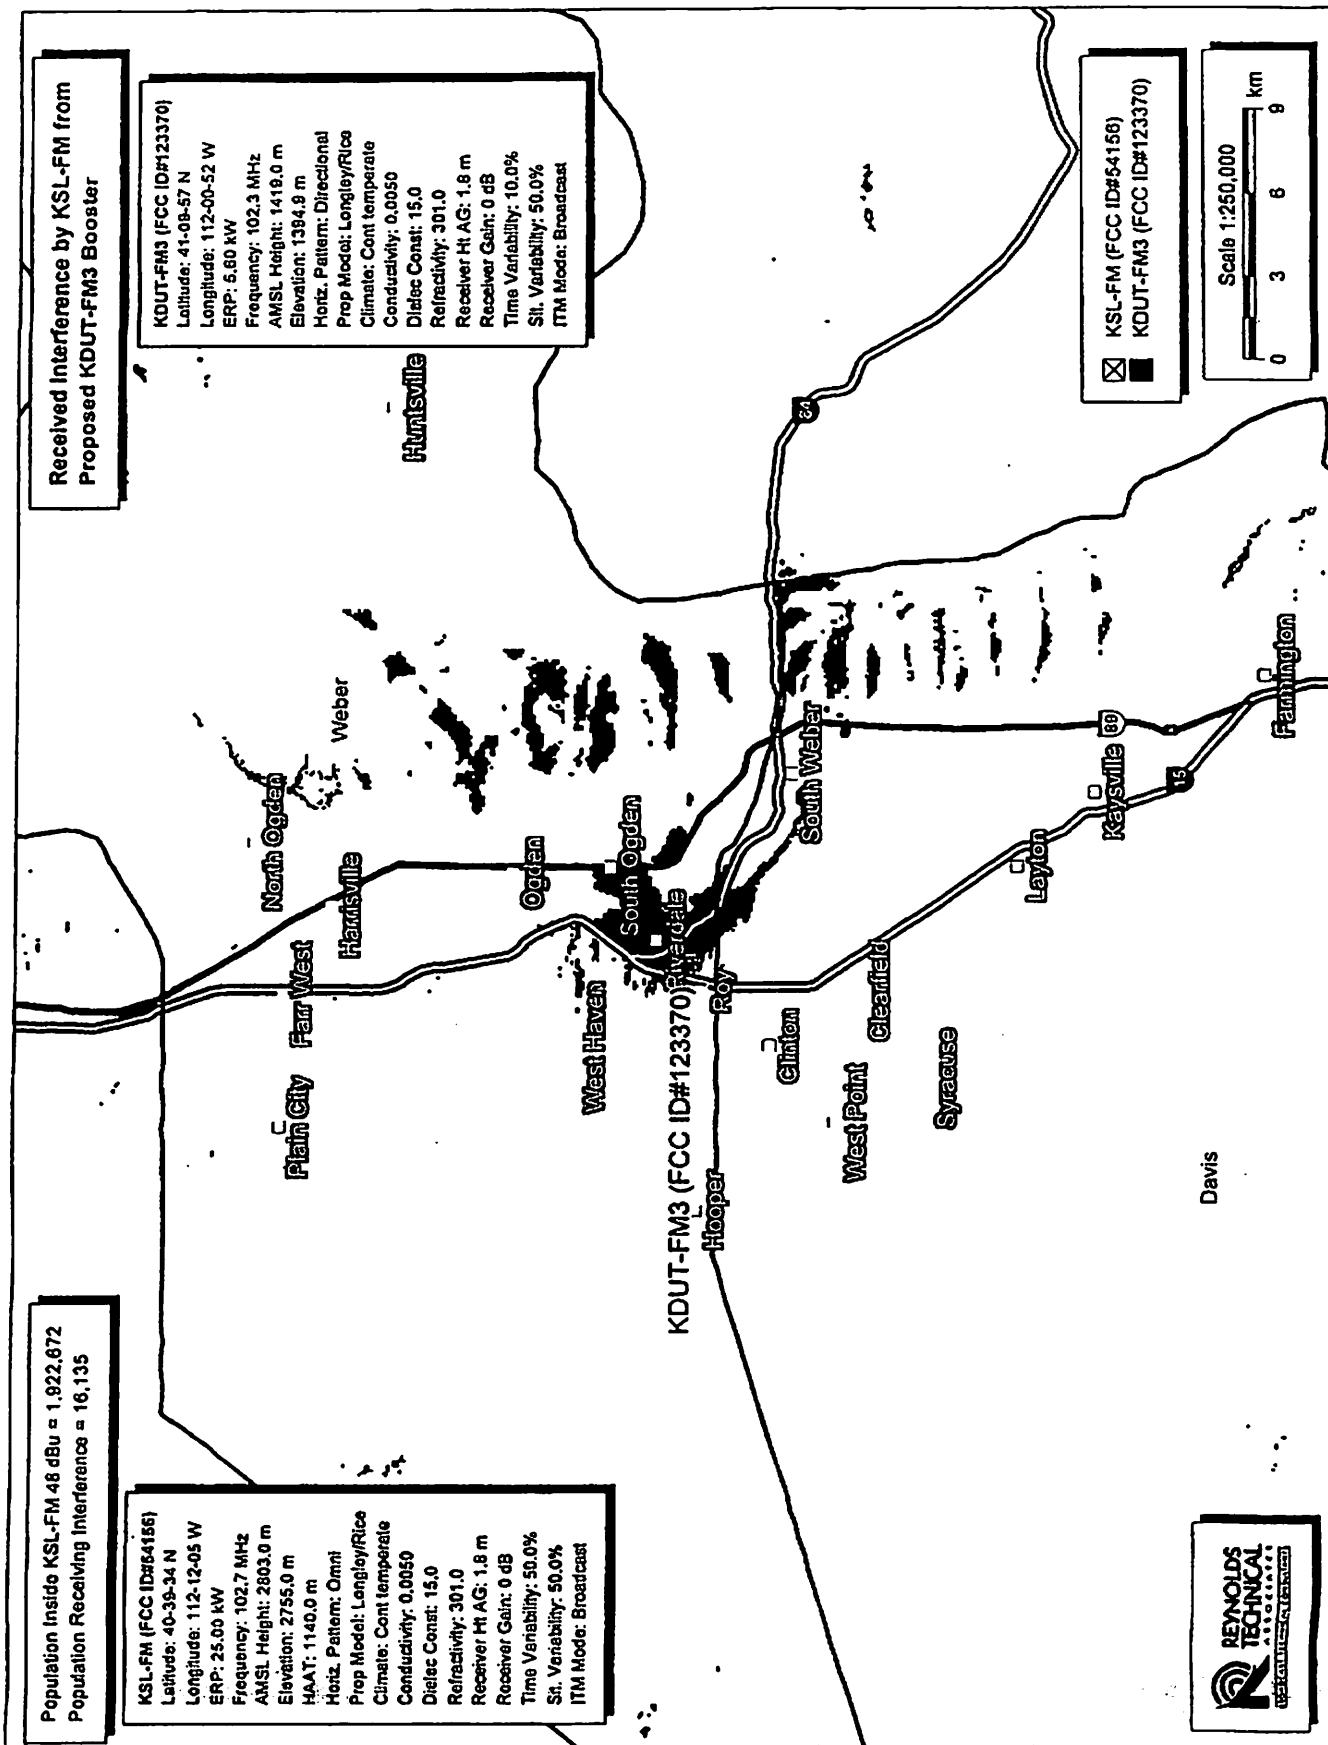 Received Interference by KSL-FM from
Proposed KDUT-FM3 Booster
KDUT-FM3 (FCC ID#123370)
Latitude: 41-09-57 N
Longitude: 112-00-52 W
ERP: 5.60 kW
Frequency: 102.3 MHz
AMSL Height: 1419.0 m
Elevation: 1394.9 m
Horiz. Pattern: Directional
Prop Model: Longley/Rice
Climate: Cont temperate
Conductivity: 0.0050
Dielec Const: 15.0
Refractivity: 301.0
Receiver Ht AG: 1.8 m
Receiver Gain: 0 dB
Time Variability: 10.0%
Sit. Variability: 50.0%
ITM Mode: Broadcast
Population Inside KSL-FM 48 dBu = 1,922,672
Population Receiving Interference = 16,135
KSL-FM (FCC ID#54156)
Latitude: 40-39-34 N
Longitude: 112-12-05 W
ERP: 25.00 kW
Frequency: 102.7 MHz
AMSL Height: 2803.0 m
Elevation: 2755.0 m
HAAT: 1140.0 m
Horiz. Pattern: Omni
Prop Model: Longley/Rice
Climate: Cont temperate
Conductivity: 0.0050
Dielec Const: 15.0
Refractivity: 301.0
Receiver Ht AG: 1.8 m
Receiver Gain: 0 dB
Time Variability: 50.0%
Sit. Variability: 50.0%
ITM Mode: Broadcast
Huntsville
Weber
North Ogden
Harrisville
Farr West
Plain City
Ogden
South Ogden
West Haven
Riverdale
KDUT-FM3 (FCC ID#123370)
Roy
Hooper
Clinton
South Weber
84
West Point
Clearfield
Syracuse
Layton
Kaysville
89
15
Farmington
Davis
KSL-FM (FCC ID#54156)
KDUT-FM3 (FCC ID#123370)
Scale 1:250,000
0 3 6 9 km
REYNOLDS
TECHNICAL
ASSOCIATES